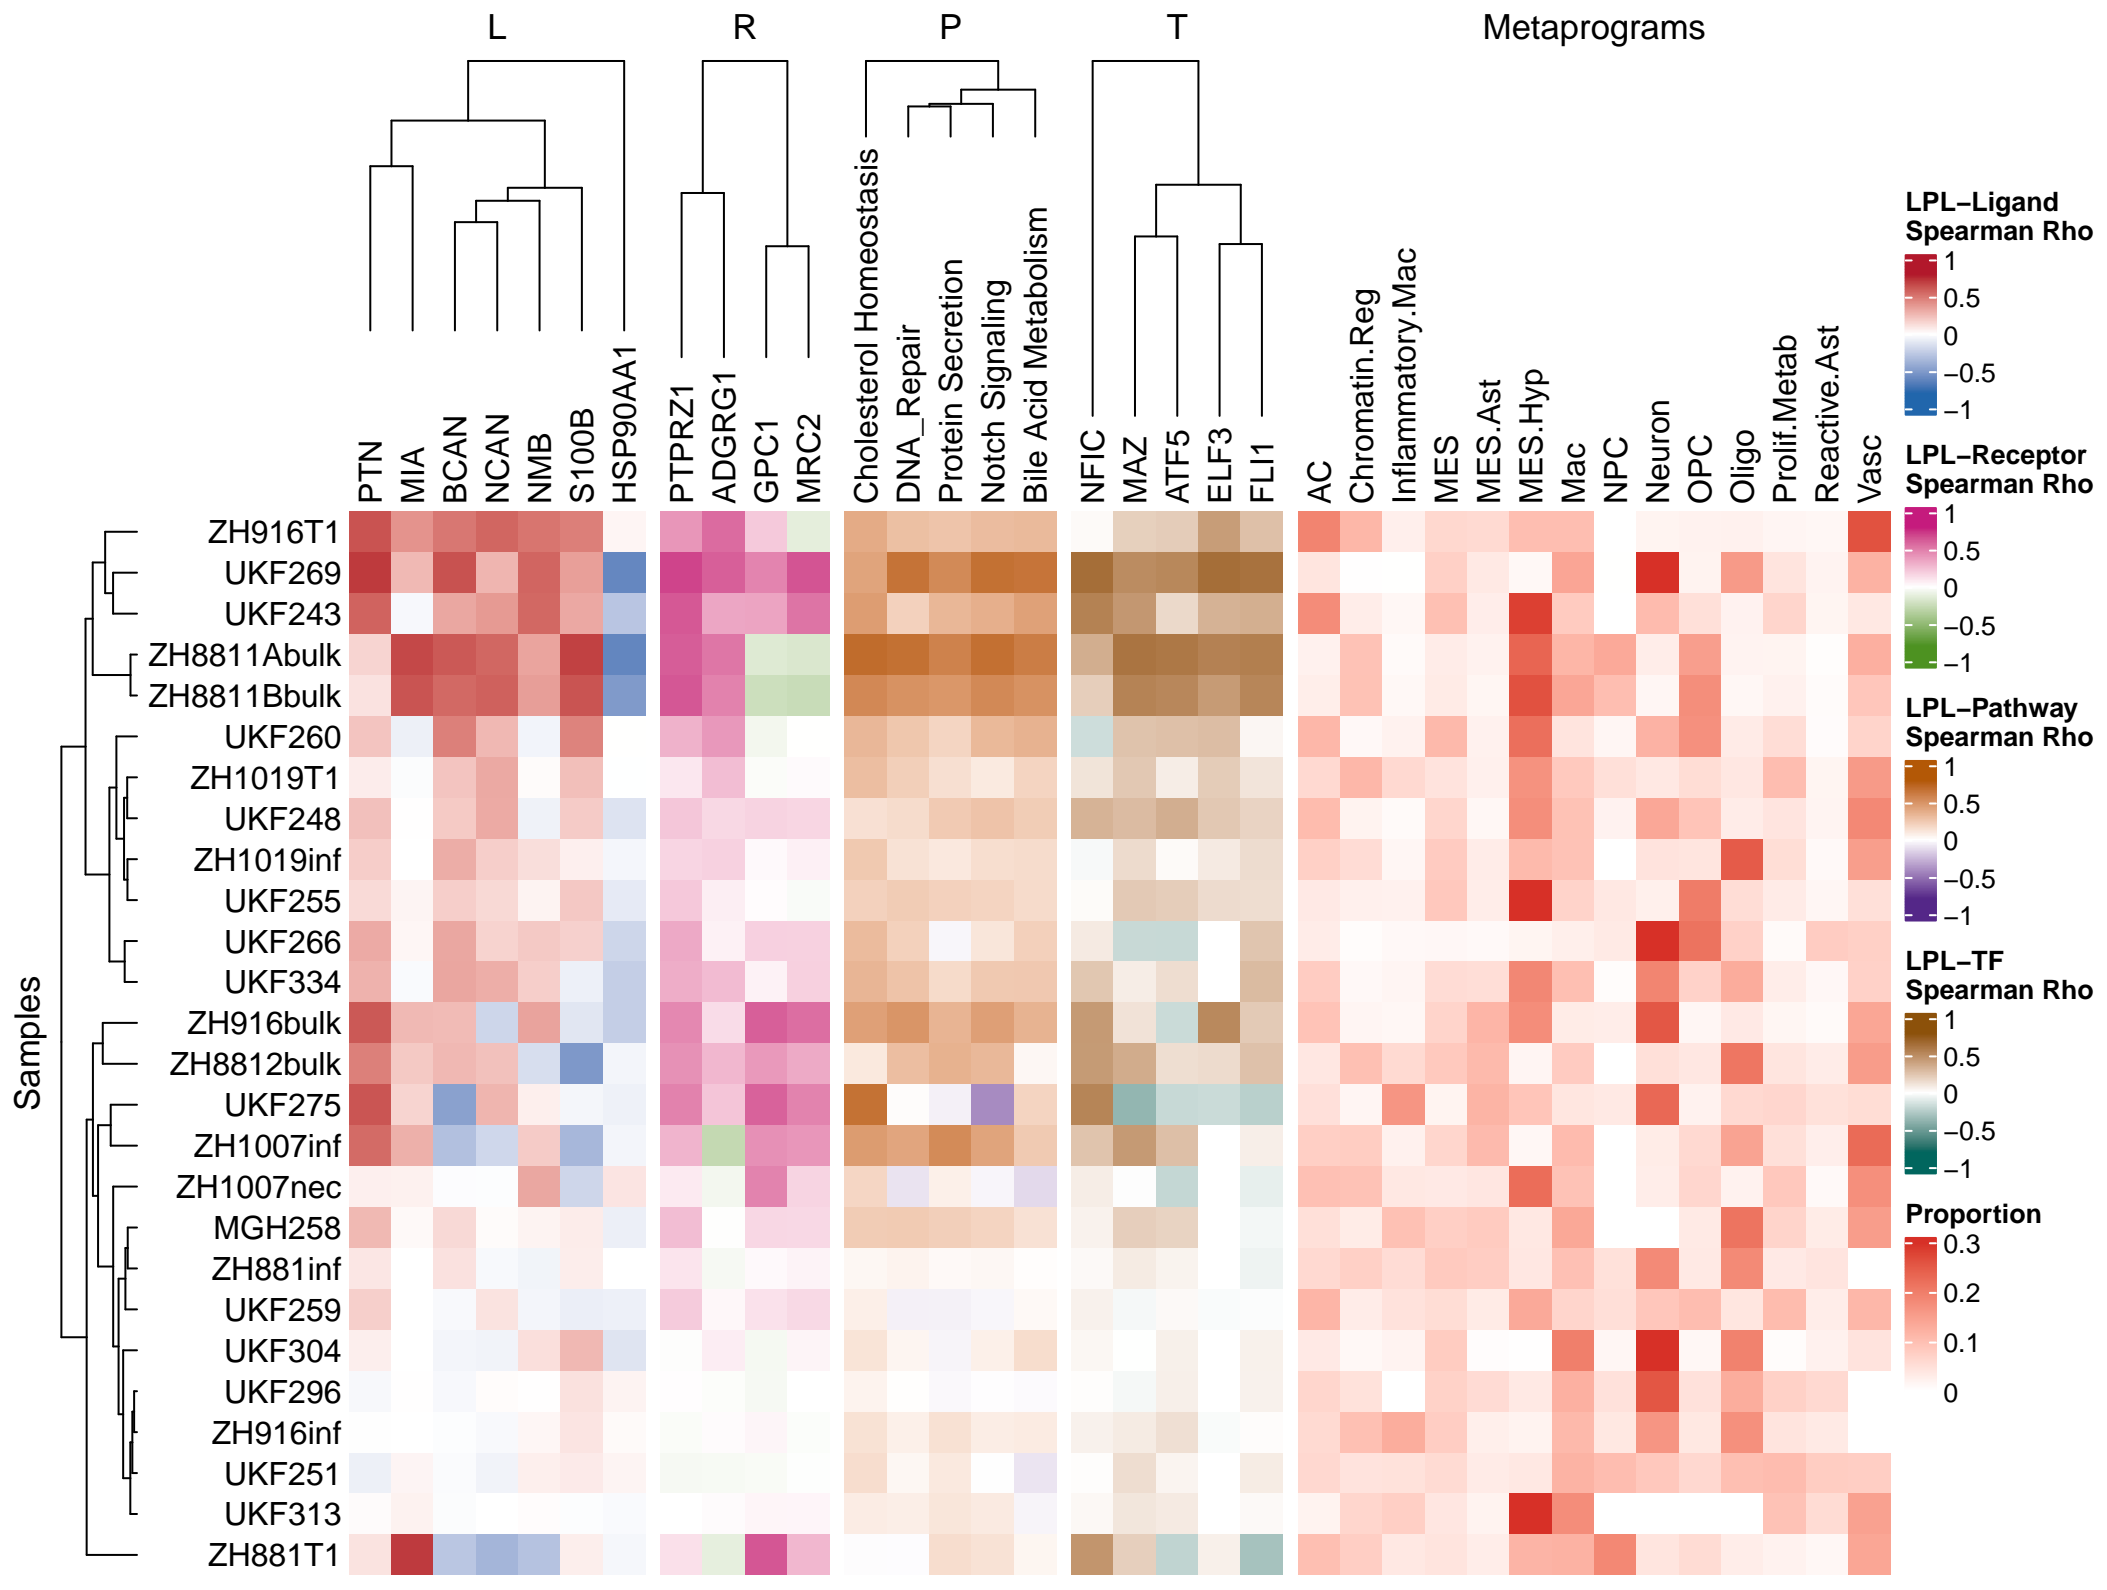 L R P T Metaprograms
PTN
MIA
BCAN
NCAN
NMB
S100B
HSP90AA1
PTPRZ1
ADGRG1
GPC1
MRC2
Cholesterol Homeostasis
DNA_Repair
Protein Secretion
Notch Signaling
Bile Acid Metabolism
NFIC
MAZ
ATF5
ELF3
FLI1
AC
Chromatin.Reg
Inflammatory.Mac
MES
MES.Ast
MES.Hyp
Mac
NPC
Neuron
OPC
Oligo
Prolif.Metab
Reactive.Ast
Vasc
Samples
ZH916T1
UKF269
UKF243
ZH8811Abulk
ZH8811Bbulk
UKF260
ZH1019T1
UKF248
ZH1019inf
UKF255
UKF266
UKF334
ZH916bulk
ZH8812bulk
UKF275
ZH1007inf
ZH1007nec
MGH258
ZH881inf
UKF259
UKF304
UKF296
ZH916inf
UKF251
UKF313
ZH881T1
LPL−Ligand
Spearman Rho
1
0.5
0
−0.5
−1
LPL−Receptor
Spearman Rho
1
0.5
0
−0.5
−1
LPL−Pathway
Spearman Rho
1
0.5
0
−0.5
−1
LPL−TF
Spearman Rho
1
0.5
0
−0.5
−1
Proportion
0.3
0.2
0.1
0